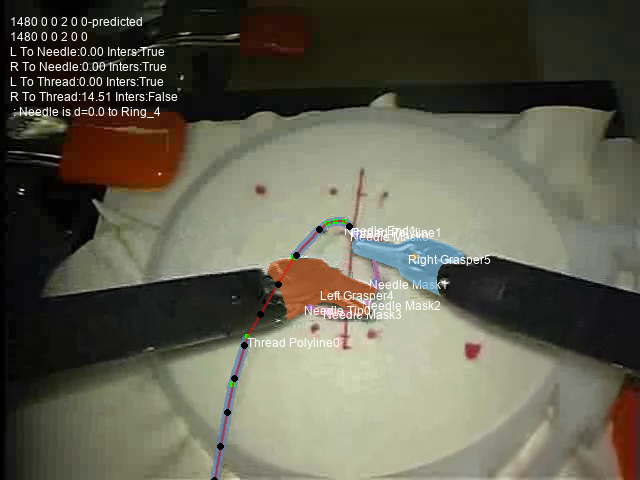 1480 0 0 2 0 0-predicted
1480 0 0 2 0 0
L To Needle:0.00 Inters:True
R To Needle:0.00 Inters:True
L To Thread:0.00 Inters:True
R To Thread:14.51 Inters:False
: Needle is d=0.0 to Ring_4
Right Grasper5
Left Grasper4
Needle Mask2
Needle Tip0
Needle Mask3
Thread Polyline0